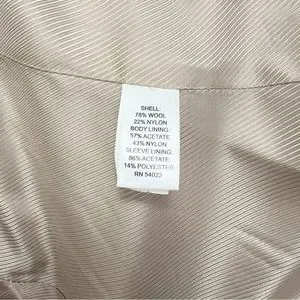 SHELL:
78% WOOL
22% NYLON
BODY LINING:
57% ACETATE
43% NYLON
SLEEVE LINING:
86% ACETATE
14% POLYESTER
RN 54023